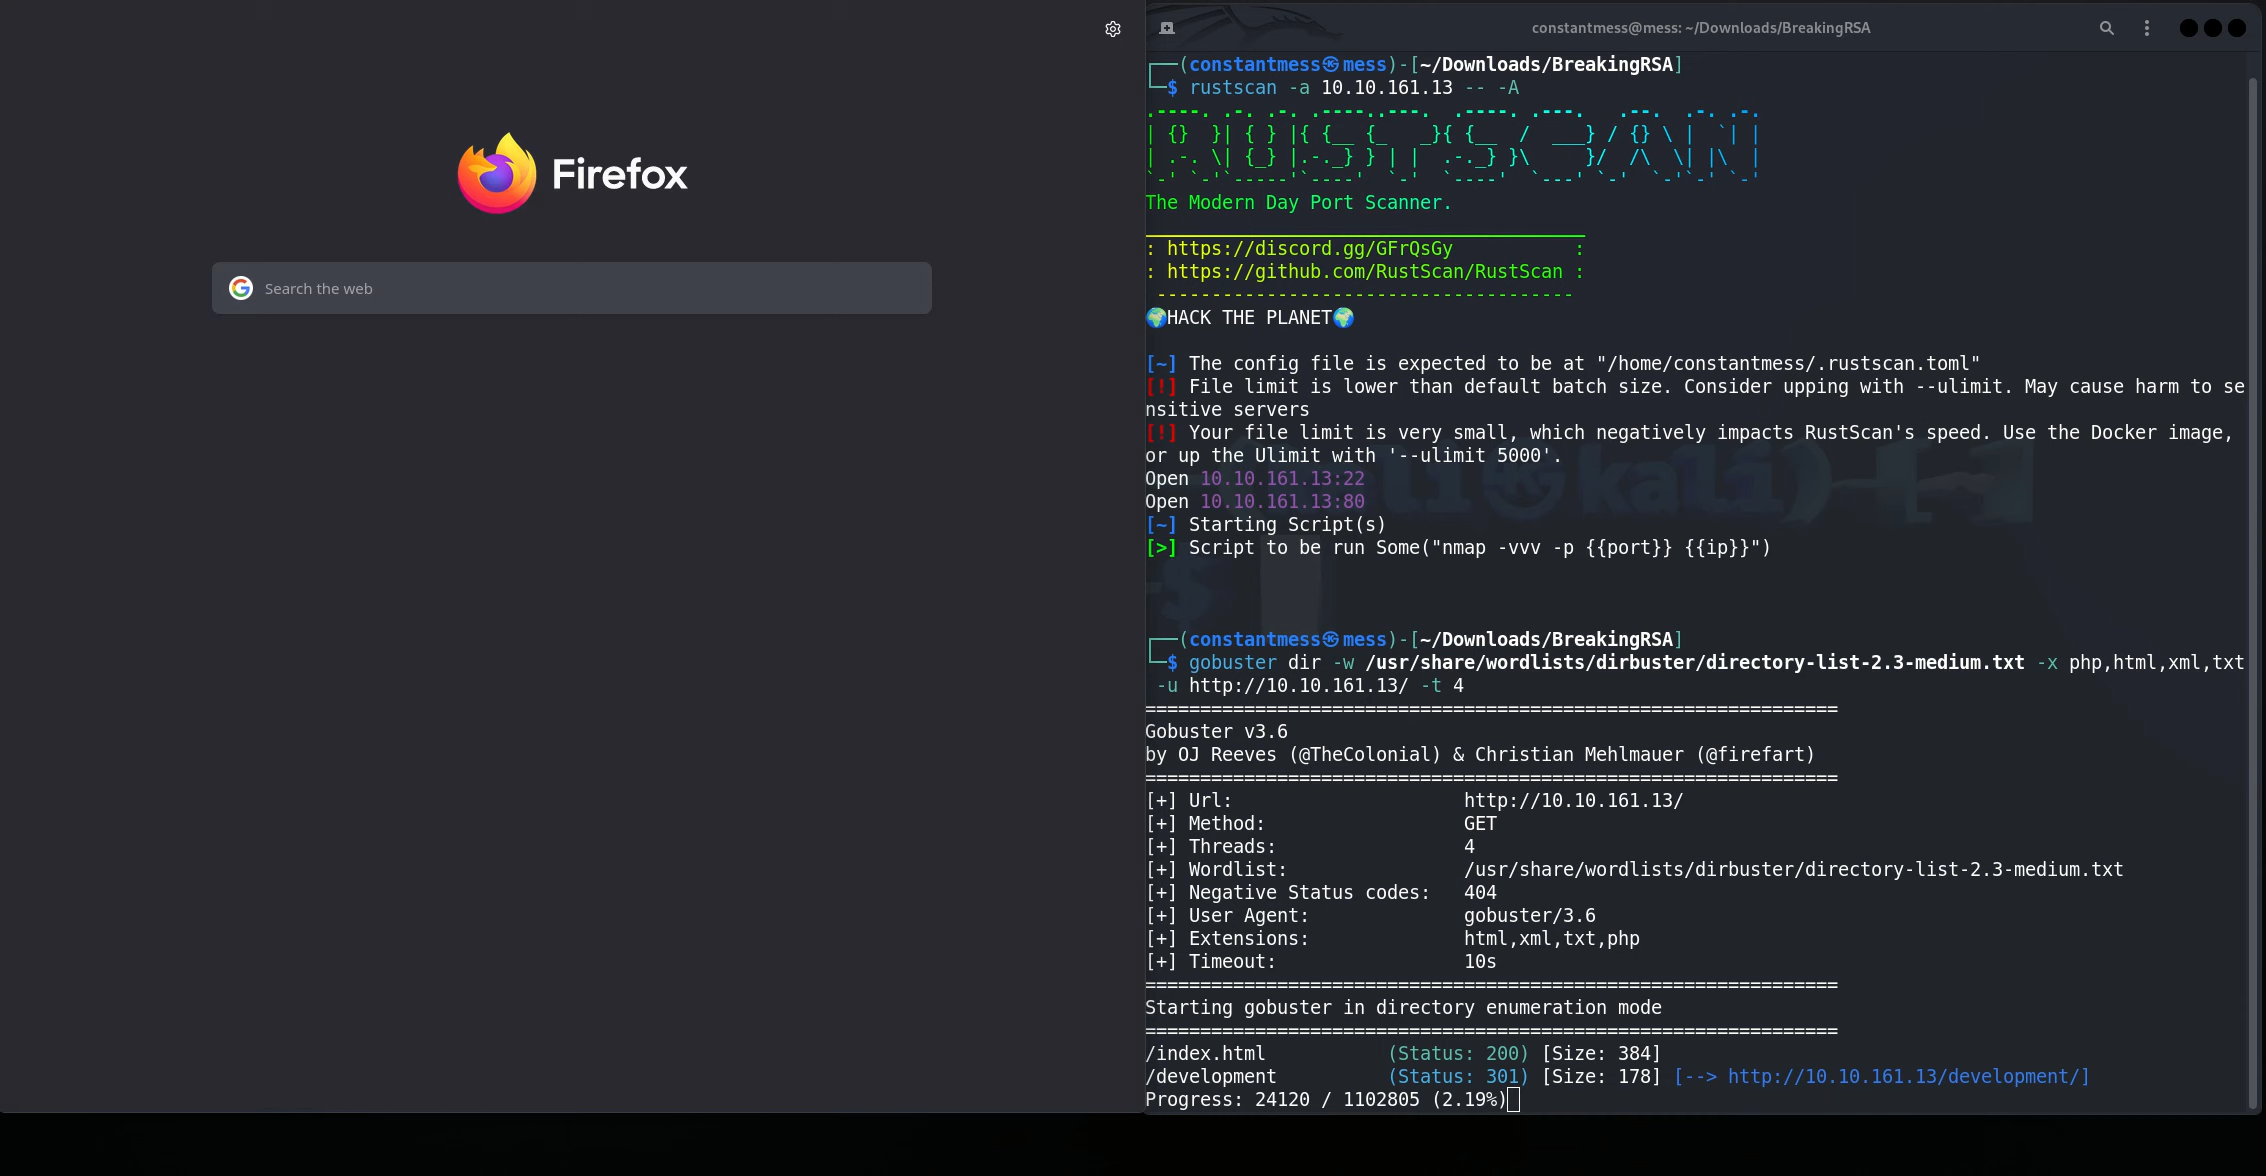 Firefox
Search the web
constantmess@mess: ~/Downloads/BreakingRSA
┌──(constantmess㉿mess)-[~/Downloads/BreakingRSA]
└─$ rustscan -a 10.10.161.13 -- -A
.----. .-. .-. .----..---.  .----. .---.   .--.  .-. .-.
| {}  }| { } |{ {__ {_   _}{ {__  /  ___} / {} \ |  `| |
| .-. \| {_} |.-._} } | |  .-._} }\     }/  /\  \| |\  |
`-' `-'`-----'`----'  `-'  `----'  `---' `-'  `-'`-' `-'
The Modern Day Port Scanner.
________________________________________
: https://discord.gg/GFrQsGy           :
: https://github.com/RustScan/RustScan :
 --------------------------------------
🌍HACK THE PLANET🌍
[~] The config file is expected to be at "/home/constantmess/.rustscan.toml"
[!] File limit is lower than default batch size. Consider upping with --ulimit. May cause harm to se
nsitive servers
[!] Your file limit is very small, which negatively impacts RustScan's speed. Use the Docker image,
or up the Ulimit with '--ulimit 5000'.
Open 10.10.161.13:22
Open 10.10.161.13:80
[~] Starting Script(s)
[>] Script to be run Some("nmap -vvv -p {{port}} {{ip}}")
┌──(constantmess㉿mess)-[~/Downloads/BreakingRSA]
└─$ gobuster dir -w /usr/share/wordlists/dirbuster/directory-list-2.3-medium.txt -x php,html,xml,txt
 -u http://10.10.161.13/ -t 4
===============================================================
Gobuster v3.6
by OJ Reeves (@TheColonial) & Christian Mehlmauer (@firefart)
===============================================================
[+] Url:                     http://10.10.161.13/
[+] Method:                  GET
[+] Threads:                 4
[+] Wordlist:                /usr/share/wordlists/dirbuster/directory-list-2.3-medium.txt
[+] Negative Status codes:   404
[+] User Agent:              gobuster/3.6
[+] Extensions:              html,xml,txt,php
[+] Timeout:                 10s
===============================================================
Starting gobuster in directory enumeration mode
===============================================================
/index.html           (Status: 200) [Size: 384]
/development          (Status: 301) [Size: 178] [--> http://10.10.161.13/development/]
Progress: 24120 / 1102805 (2.19%)